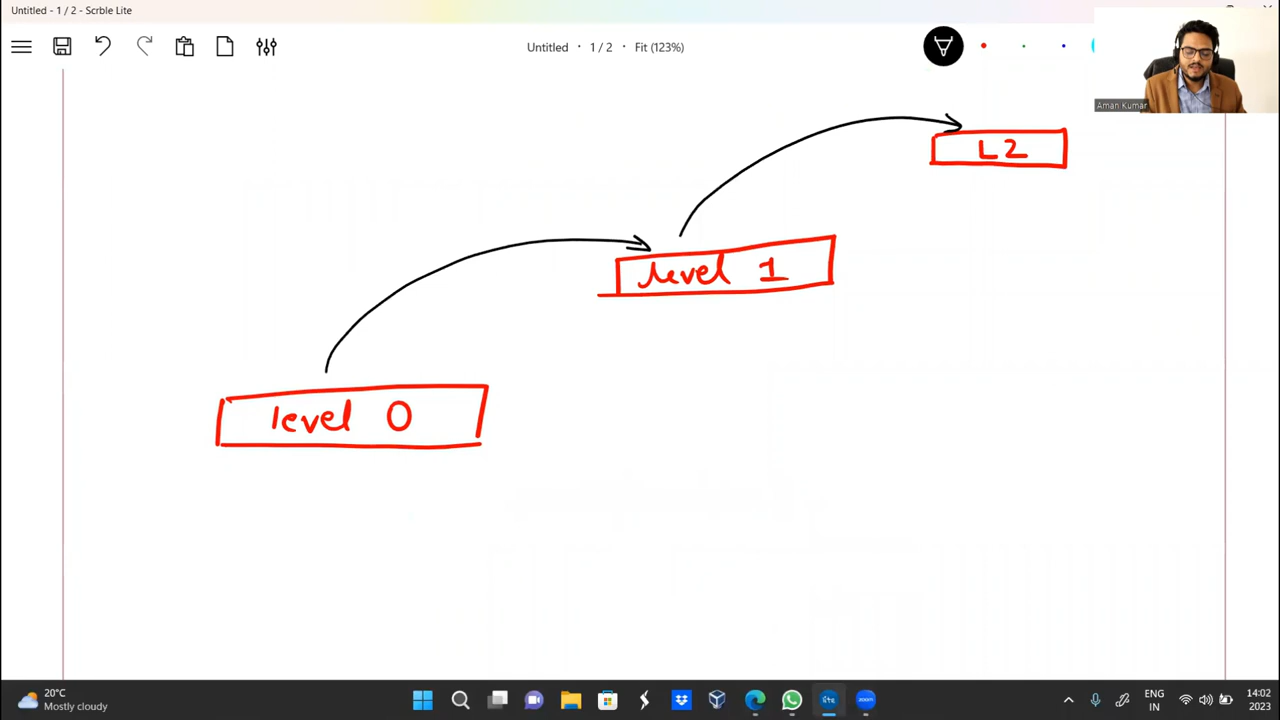 Untitled - 1 / 2 - Scrble Lite
Untitled • 1 / 2 • Fit (123%)
Aman Kumar
L2
level 1
level 0
20°C
Mostly cloudy
ENG
IN
14:02
2023